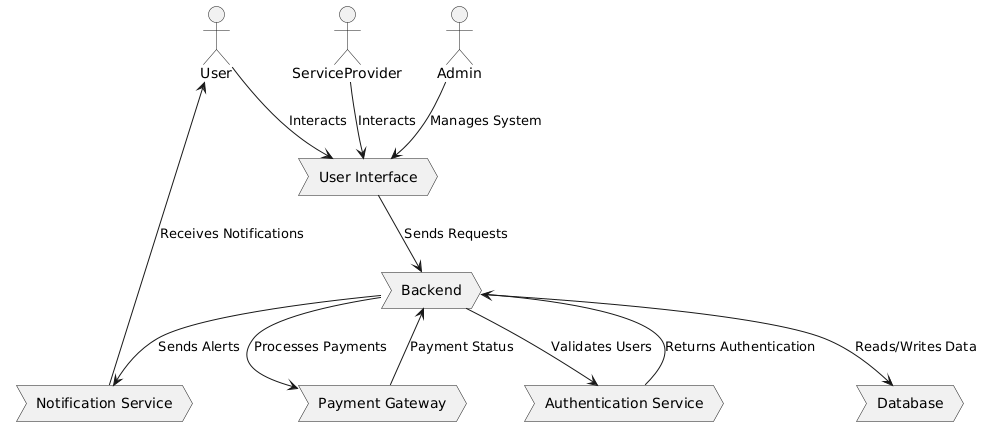 User
ServiceProvider
Admin
Interacts
Interacts
Manages System
User Interface
Receives Notifications
Sends Requests
Backend
Sends Alerts
Processes Payments
Payment Status
Validates Users
Returns Authentication
Reads/Writes Data
Notification Service
Payment Gateway
Authentication Service
Database